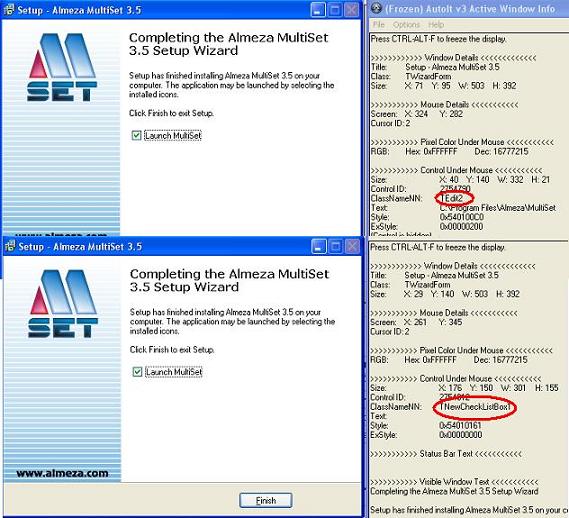 Setup - Almeza MultiSet 3.5
Completing the Almeza MultiSet
3.5 Setup Wizard
Setup has finished installing Almeza MultiSet 3.5 on your
computer. The application may be launched by selecting the
installed icons.
Click Finish to exit Setup.
Launch MultiSet
SET
www.almeza.com
(Frozen) AutoIt v3 Active Window Info
File Options Help
Press CTRL-ALT-F to freeze the display.
>>>>>>>>>>> Window Details <<<<<<<<<<<
Title: Setup - Almeza MultiSet 3.5
Class: TWizardForm
Size: X: 71 Y: 95 W: 503 H: 392
>>>>>>>>>>> Mouse Details <<<<<<<<<<<
Screen: X: 324 Y: 282
Cursor ID: 2
>>>>>>>>>>> Pixel Color Under Mouse <<<<<<<<<<<
RGB: Hex: 0xFFFFFF Dec: 16777215
>>>>>>>>>>> Control Under Mouse <<<<<<<<<<<
Size: X: 40 Y: 140 W: 332 H: 21
Control ID: 2754790
ClassNameNN: TEdit2
Text: C:\Program Files\Almeza\MultiSet
Style: 0x540100C0
ExStyle: 0x00000200
(Control is hidden)
Setup - Almeza MultiSet 3.5
Completing the Almeza MultiSet
3.5 Setup Wizard
Setup has finished installing Almeza MultiSet 3.5 on your
computer. The application may be launched by selecting the
installed icons.
Click Finish to exit Setup.
Launch MultiSet
SET
www.almeza.com
Finish
Press CTRL-ALT-F to freeze the display.
>>>>>>>>>>> Window Details <<<<<<<<<<<
Title: Setup - Almeza MultiSet 3.5
Class: TWizardForm
Size: X: 29 Y: 140 W: 503 H: 392
>>>>>>>>>>> Mouse Details <<<<<<<<<<<
Screen: X: 261 Y: 345
Cursor ID: 2
>>>>>>>>>>> Pixel Color Under Mouse <<<<<<<<<<<
RGB: Hex: 0xFFFFFF Dec: 16777215
>>>>>>>>>>> Control Under Mouse <<<<<<<<<<<
Size: X: 176 Y: 150 W: 301 H: 155
Control ID:
ClassNameNN: TNewCheckListBox1
Text:
Style: 0x54010161
ExStyle: 0x00000000
>>>>>>>>>>> Status Bar Text <<<<<<<<<<<
>>>>>>>>>>> Visible Window Text <<<<<<<<<<<
Completing the Almeza MultiSet 3.5 Setup Wizard
Setup has finished installing Almeza MultiSet 3.5 on your co